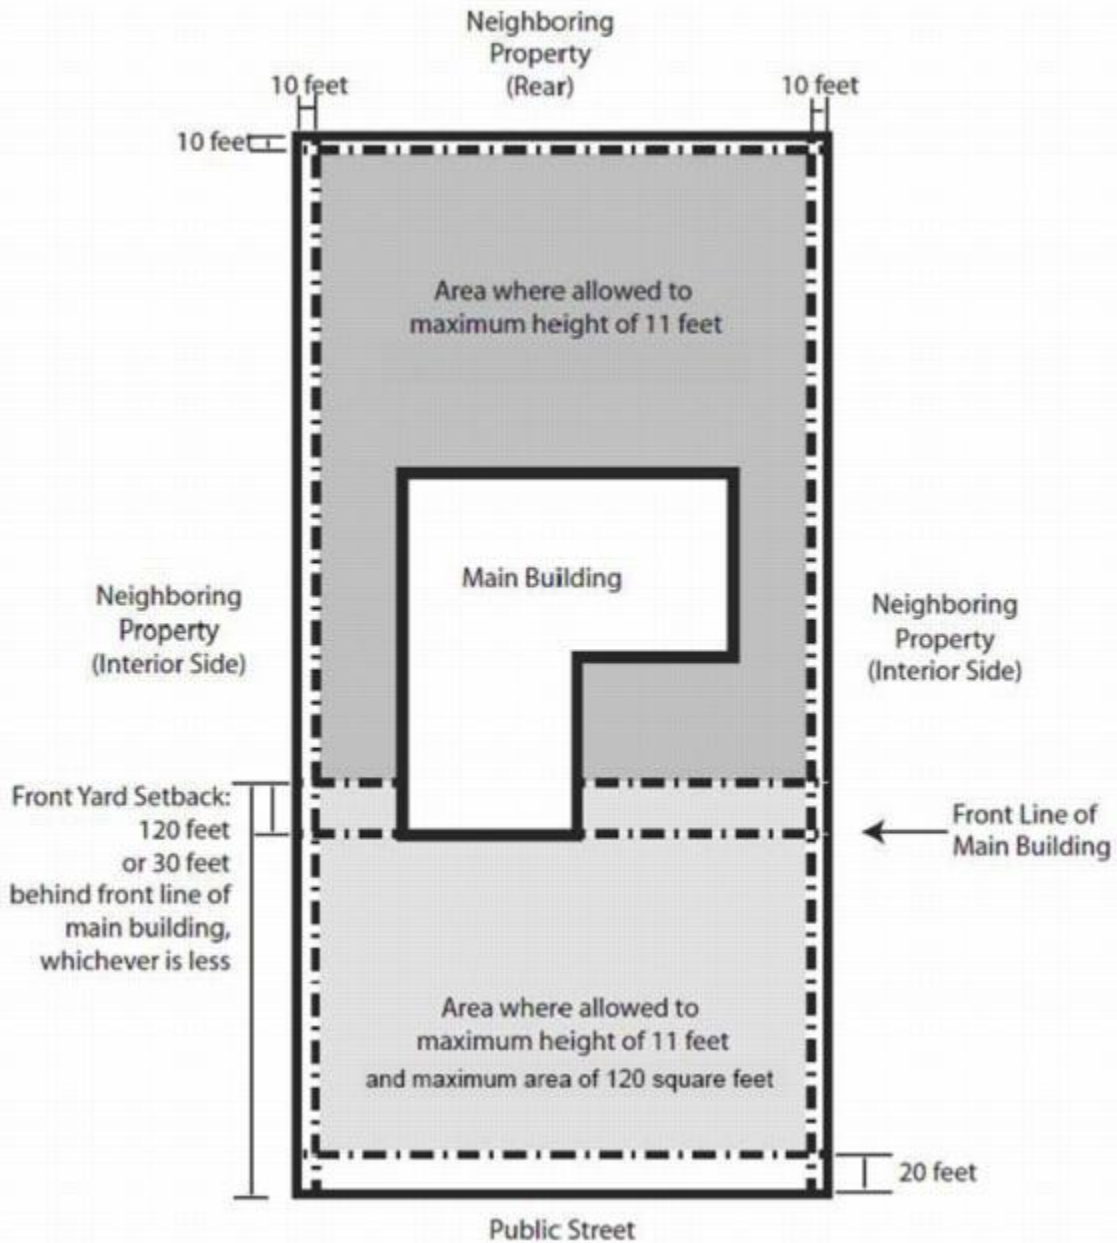 Neighboring
Property
(Rear)
10 feet
10 feet
10 feet
Area where allowed to
maximum height of 11 feet
Main Building
Neighboring
Property
(Interior Side)
Neighboring
Property
(Interior Side)
Front Yard Setback:
120 feet
or 30 feet
behind front line of
main building,
whichever is less
Front Line of
Main Building
Area where allowed to
maximum height of 11 feet
and maximum area of 120 square feet
20 feet
Public Street